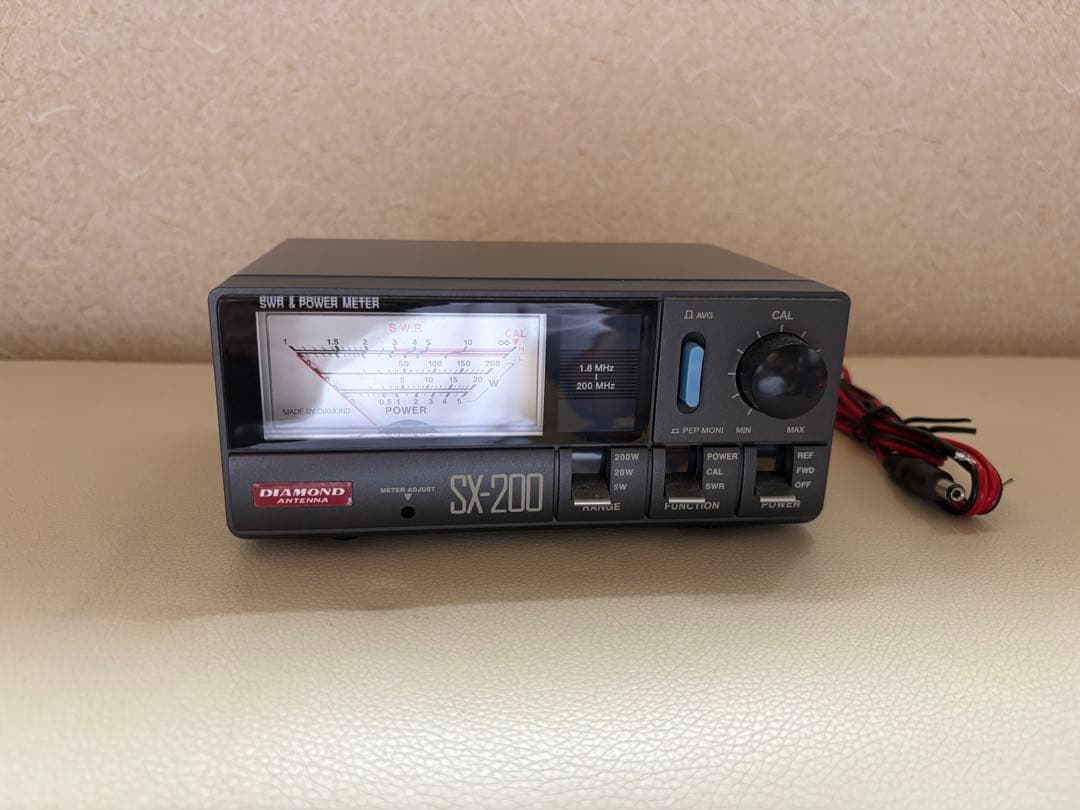 SWR & POWER METER
S.W.R
CAL
1 1.5 2 3 4 5 10 ∞
H
L
0 50 100 150 200
5 10 15 20 W
0 0.5 1 2 3 4 5
MADE BY DIAMOND
POWER
1.8 MHz
200 MHz
AVG
PEP MONI
CAL
MIN MAX
DIAMOND
ANTENNA
METER ADJUST
SX-200
200W
20W
5W
RANGE
POWER
CAL
SWR
FUNCTION
REF
FWD
OFF
POWER